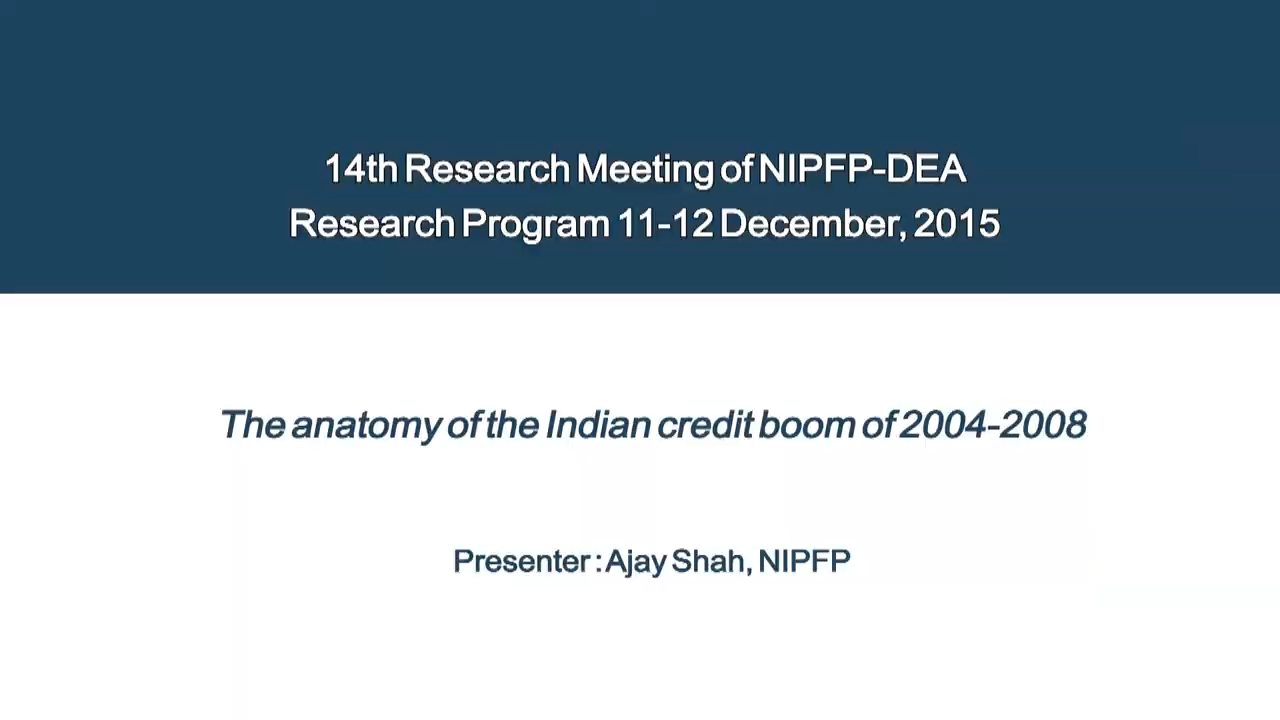 14th Research Meeting of NIPFP-DEA
Research Program 11-12 December, 2015
The anatomy of the Indian credit boom of 2004-2008
Presenter : Ajay Shah, NIPFP